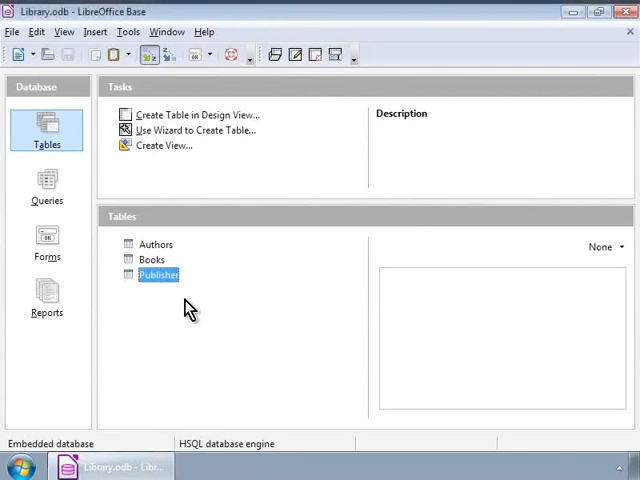 Library.odb - LibreOffice Base
File Edit View Insert Tools Window Help
Database
Tables
Queries
Forms
Reports
Tasks
Create Table in Design View...
Use Wizard to Create Table...
Create View...
Description
Tables
Authors
Books
Publisher
None
Embedded database
HSQL database engine
Library.odb - Libr...